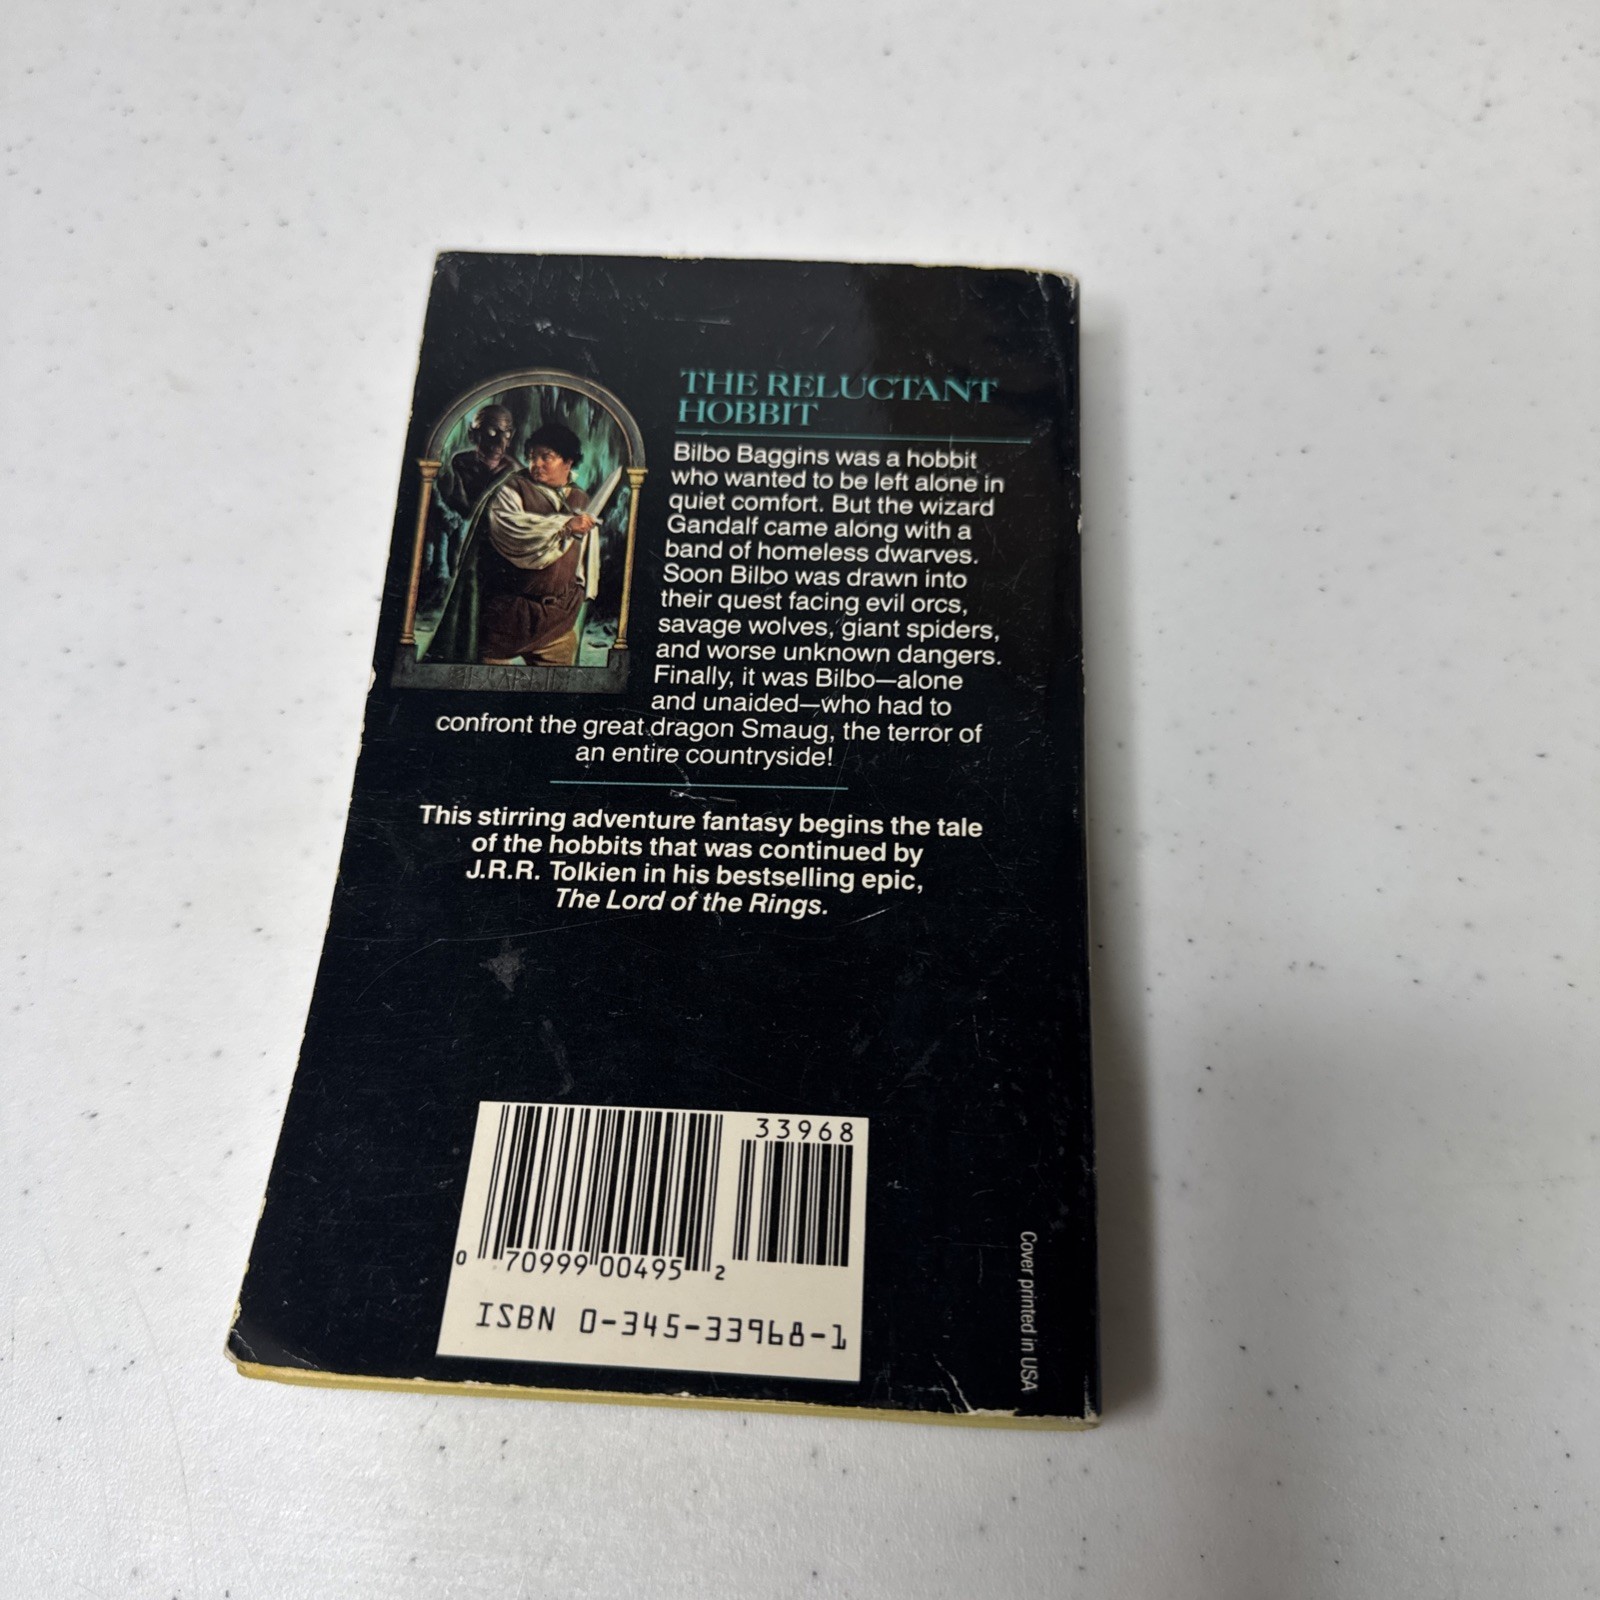 THE RELUCTANT
HOBBIT
Bilbo Baggins was a hobbit
who wanted to be left alone in
quiet comfort. But the wizard
Gandalf came along with a
band of homeless dwarves.
Soon Bilbo was drawn into
their quest facing evil orcs,
savage wolves, giant spiders,
and worse unknown dangers.
Finally, it was Bilbo—alone
and unaided—who had to
confront the great dragon Smaug, the terror of
an entire countryside!
This stirring adventure fantasy begins the tale
of the hobbits that was continued by
J.R.R. Tolkien in his bestselling epic,
The Lord of the Rings.
33968
0 70999 00495 2
ISBN 0-345-33968-1
Cover printed in USA